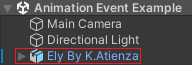 Animation Event Example
Main Camera
Directional Light
Ely By K.Atienza